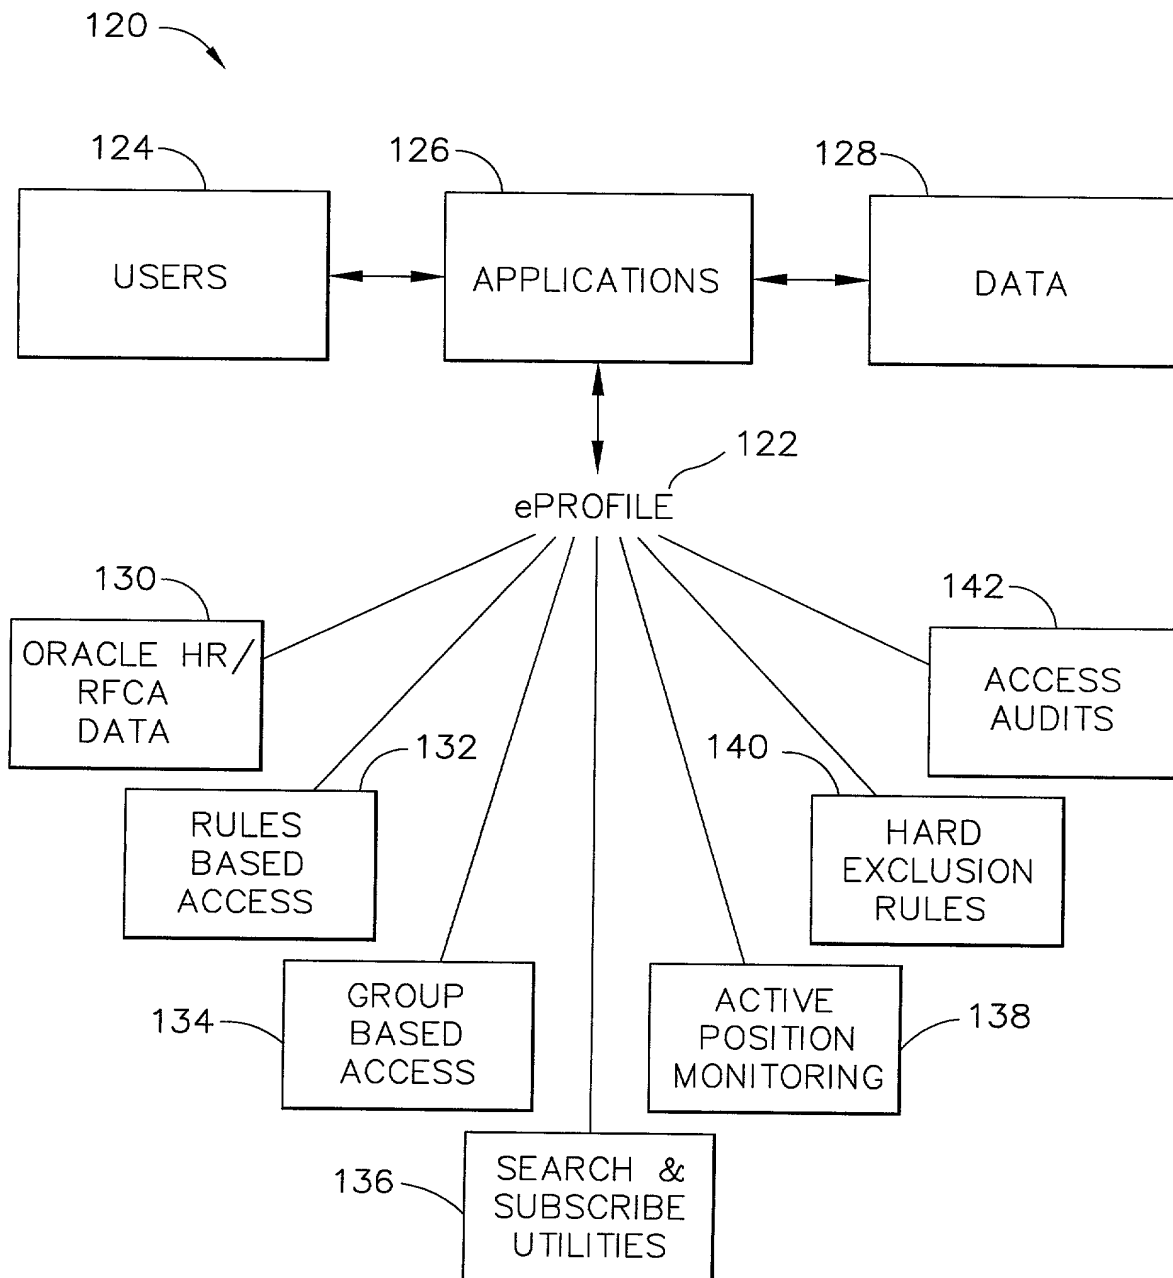 120
124
126
128
USERS
APPLICATIONS
DATA
122
ePROFILE
130
142
ORACLE HR/
RFCA
DATA
ACCESS
AUDITS
132
140
RULES
BASED
ACCESS
HARD
EXCLUSION
RULES
134
GROUP
BASED
ACCESS
ACTIVE
POSITION
MONITORING
138
136
SEARCH &
SUBSCRIBE
UTILITIES